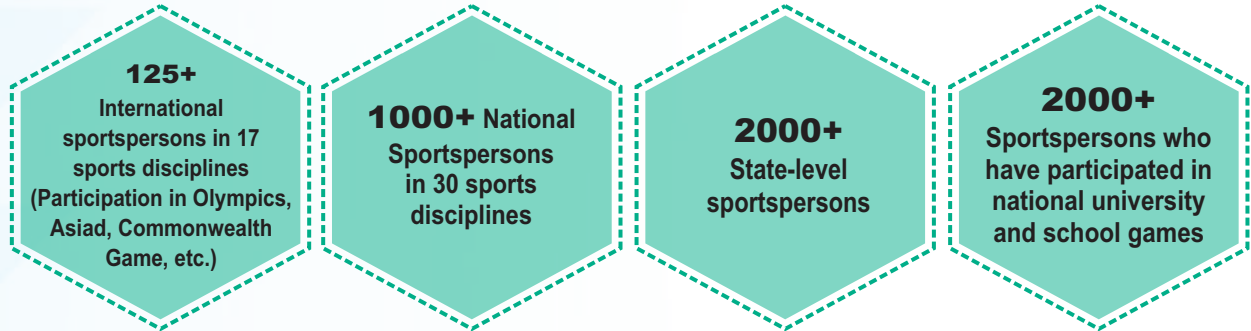 125+
International
sportspersons in 17
sports disciplines
(Participation in Olympics,
Asiad, Commonwealth
Game, etc.)
1000+ National
Sportspersons
in 30 sports
disciplines
2000+
State-level
sportspersons
2000+
Sportspersons who
have participated in
national university
and school games